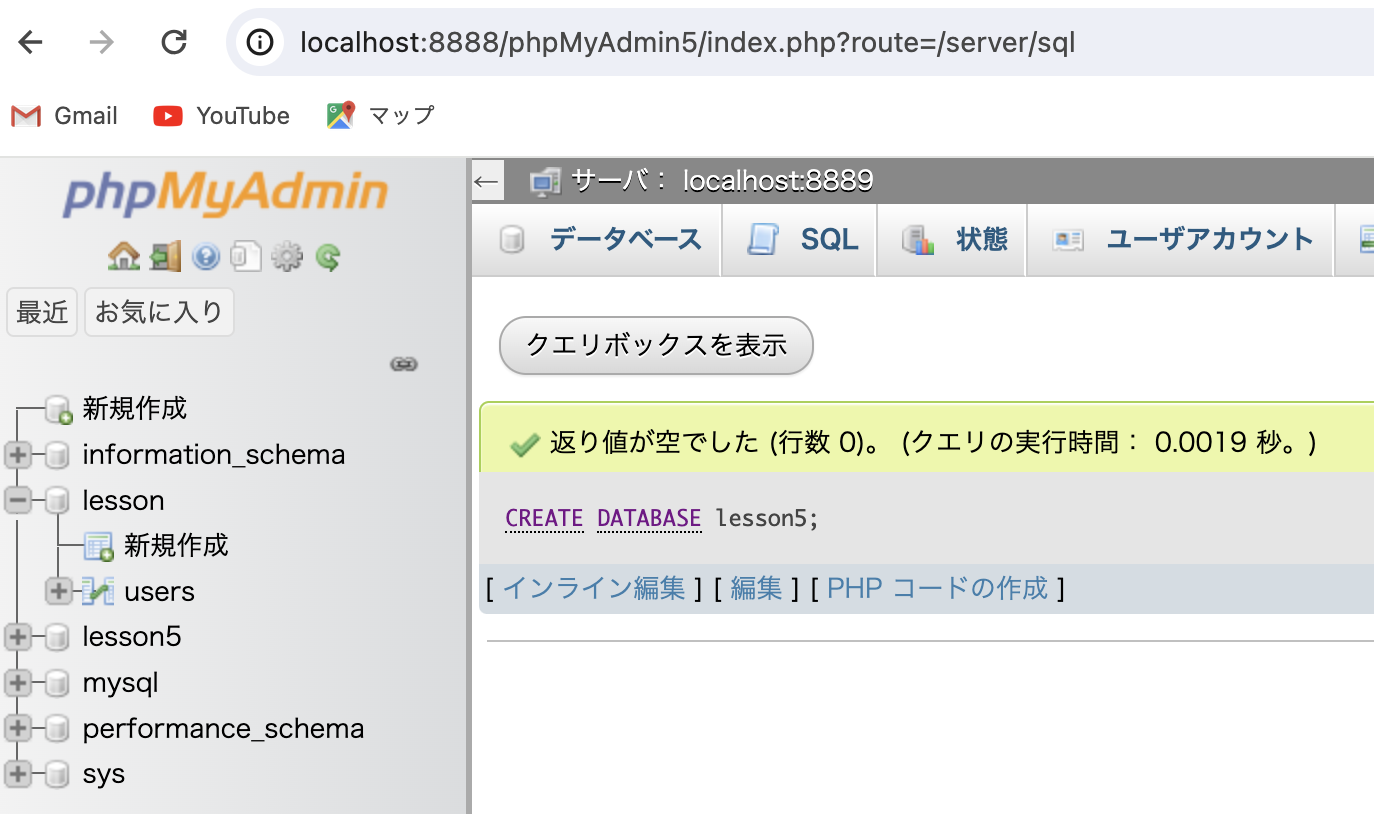 localhost:8888/phpMyAdmin5/index.php?route=/server/sql
Gmail YouTube マップ
phpMyAdmin
最近 お気に入り
新規作成
information_schema
lesson
新規作成
users
lesson5
mysql
performance_schema
sys
← サーバ: localhost:8889
データベース SQL 状態 ユーザアカウント
クエリボックスを表示
返り値が空でした (行数 0)。 (クエリの実行時間: 0.0019 秒。)
CREATE DATABASE lesson5;
[ インライン編集 ] [ 編集 ] [ PHP コードの作成 ]